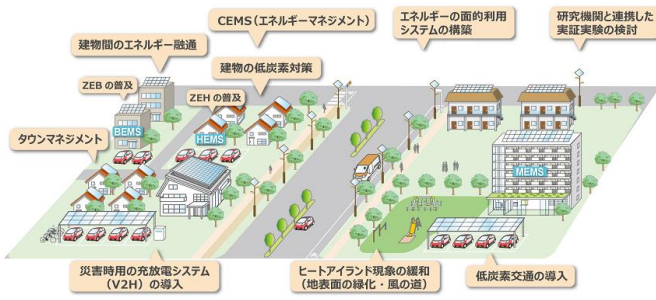 CEMS(エネルギーマネジメント)
エネルギーの面的利用
システムの構築
研究機関と連携した
実証実験の検討
建物間のエネルギー融通
建物の低炭素対策
ZEBの普及
ZEHの普及
BEMS
HEMS
タウンマネジメント
MEMS
災害時用の充放電システム
(V2H)の導入
ヒートアイランド現象の緩和
(地表面の緑化・風の道)
低炭素交通の導入